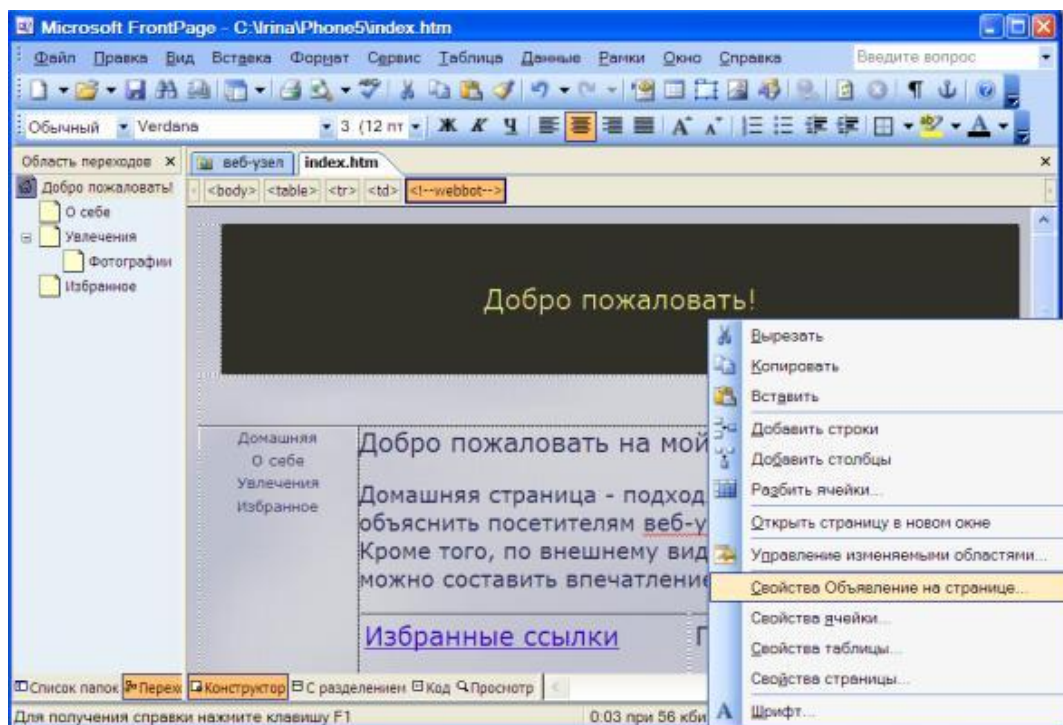 Microsoft FrontPage - C:\Irina\Phone5\index.htm
Файл Правка Вид Вставка Формат Сервис Таблица Данные Рамки Окно Справка Введите вопрос
Обычный Verdana 3 (12 пт Ж К Ч
Область переходов веб-узел index.htm
Добро пожаловать! <body> <table> <tr> <td> <!--webbot-->
О себе
Увлечения
Фотографии
Избранное
Добро пожаловать!
Домашняя
О себе
Увлечения
Избранное
Добро пожаловать на мой
Домашняя страница - подход
объяснить посетителям веб-у
Кроме того, по внешнему вид
можно составить впечатление
Избранные ссылки
Вырезать
Копировать
Вставить
Добавить строки
Добавить столбцы
Разбить ячейки...
Открыть страницу в новом окне
Управление изменяемыми областями...
Свойства Объявление на странице...
Свойства ячейки...
Свойства таблицы...
Свойства страницы...
Шрифт...
Список папок Перехо Конструктор С разделением Код Просмотр
Для получения справки нажмите клавишу F1 0:03 при 56 кби